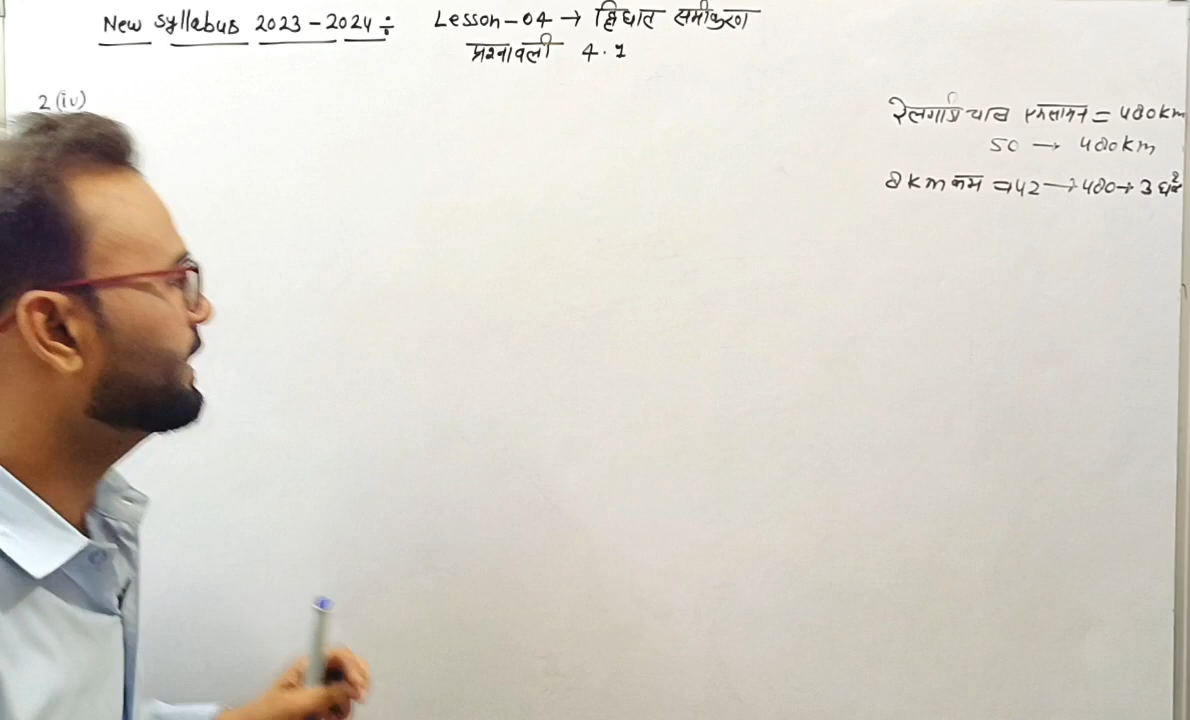 New Syllabus 2023-2024 ÷ Lesson-04 → द्विघात समीकरण
प्रश्नावली 4.1
2(iv)
रेलगाड़ी चाल एकसमान = 480km
50 → 480km
8km कम = 42 → 480 → 3 घंटे